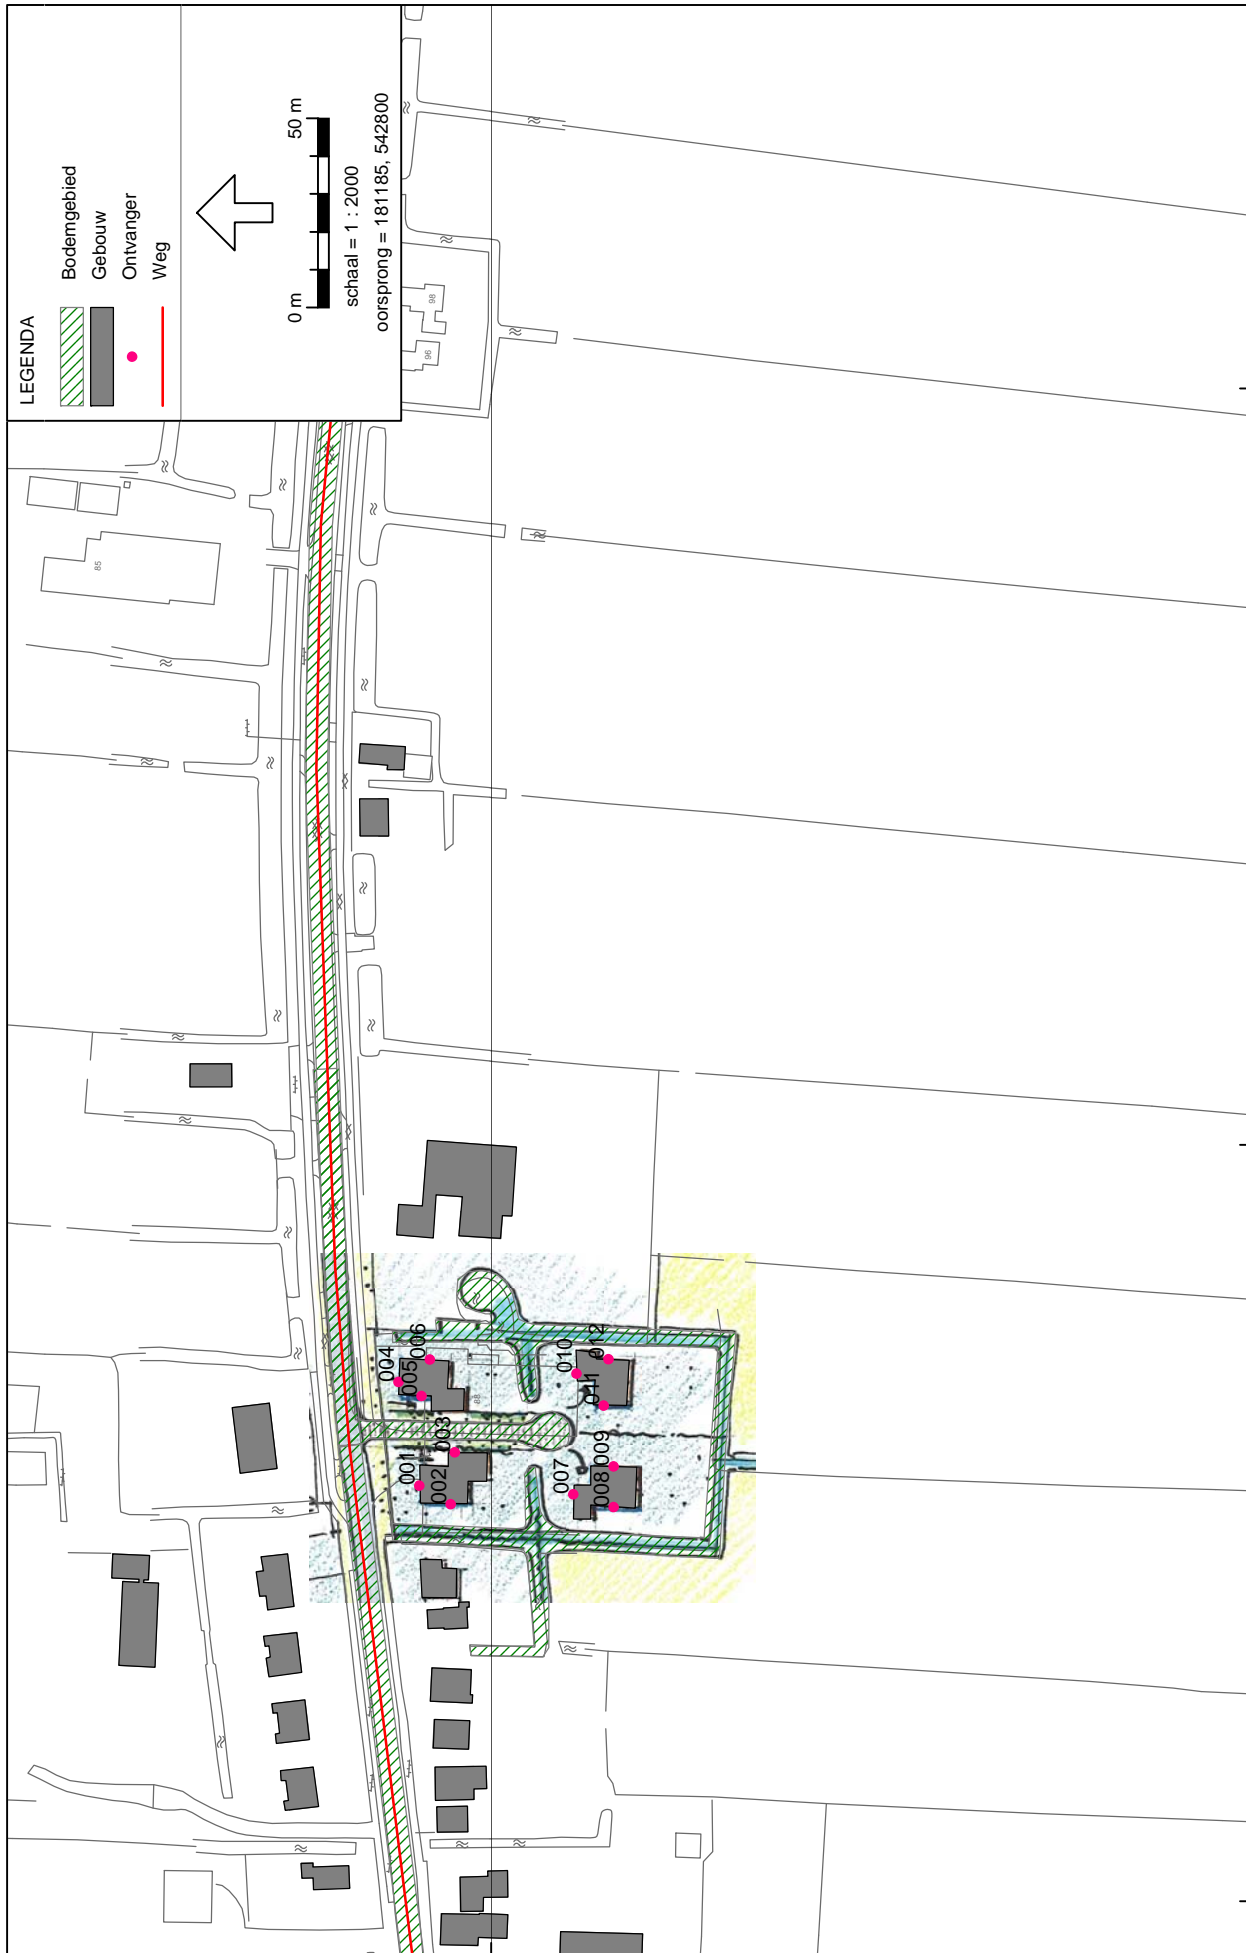 LEGENDA
Bodemgebied
Gebouw
Ontvanger
Weg
0 m 50 m
schaal = 1 : 2000
oorsprong = 181185, 542800
85
98
96
88
001
002
003
004
005
006
007
008
009
010
011
012